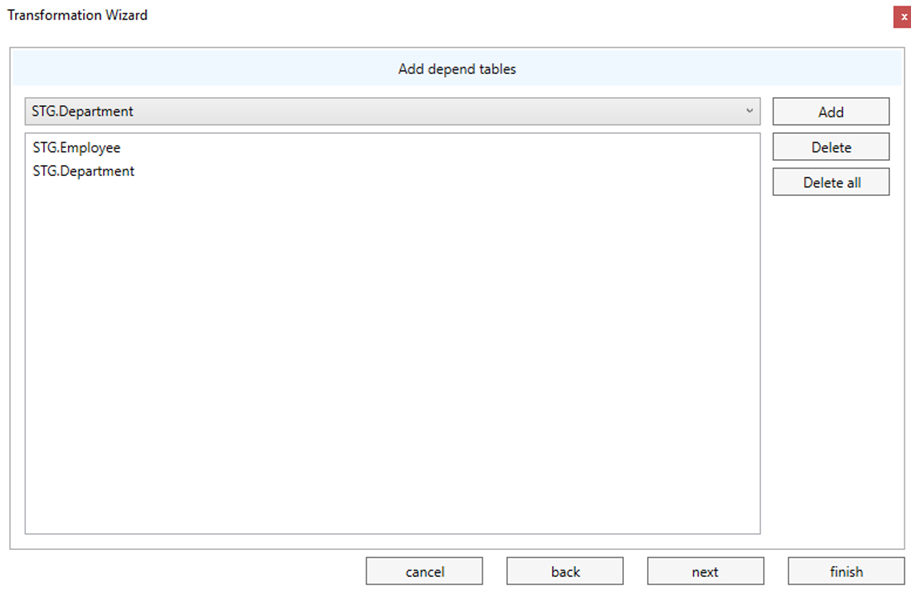 Transformation Wizard
x
Add depend tables
STG.Department
Add
STG.Employee
Delete
STG.Department
Delete all
cancel
back
next
finish